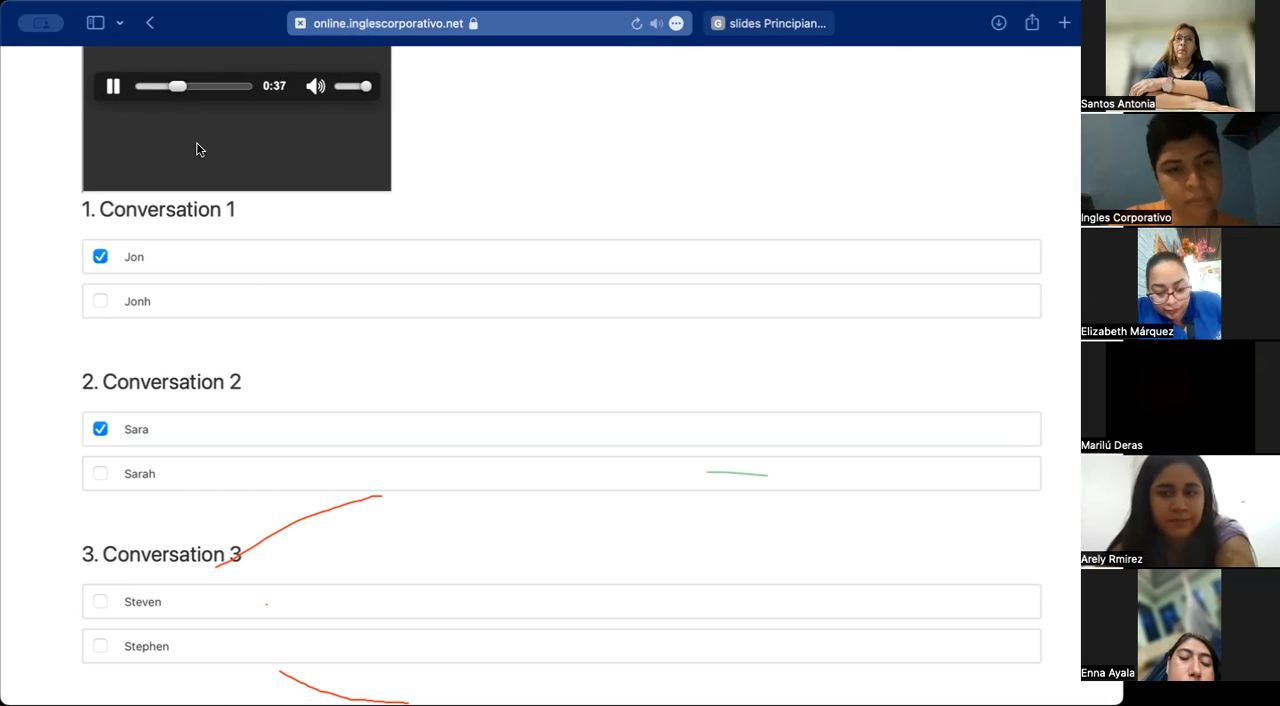 online.inglescorporativo.net
G slides Principian...
0:37
1. Conversation 1
Jon
Jonh
2. Conversation 2
Sara
Sarah
3. Conversation 3
Steven
Stephen
Santos Antonia
Ingles Corporativo
Elizabeth Márquez
Marilú Deras
Arely Rmirez
Enna Ayala